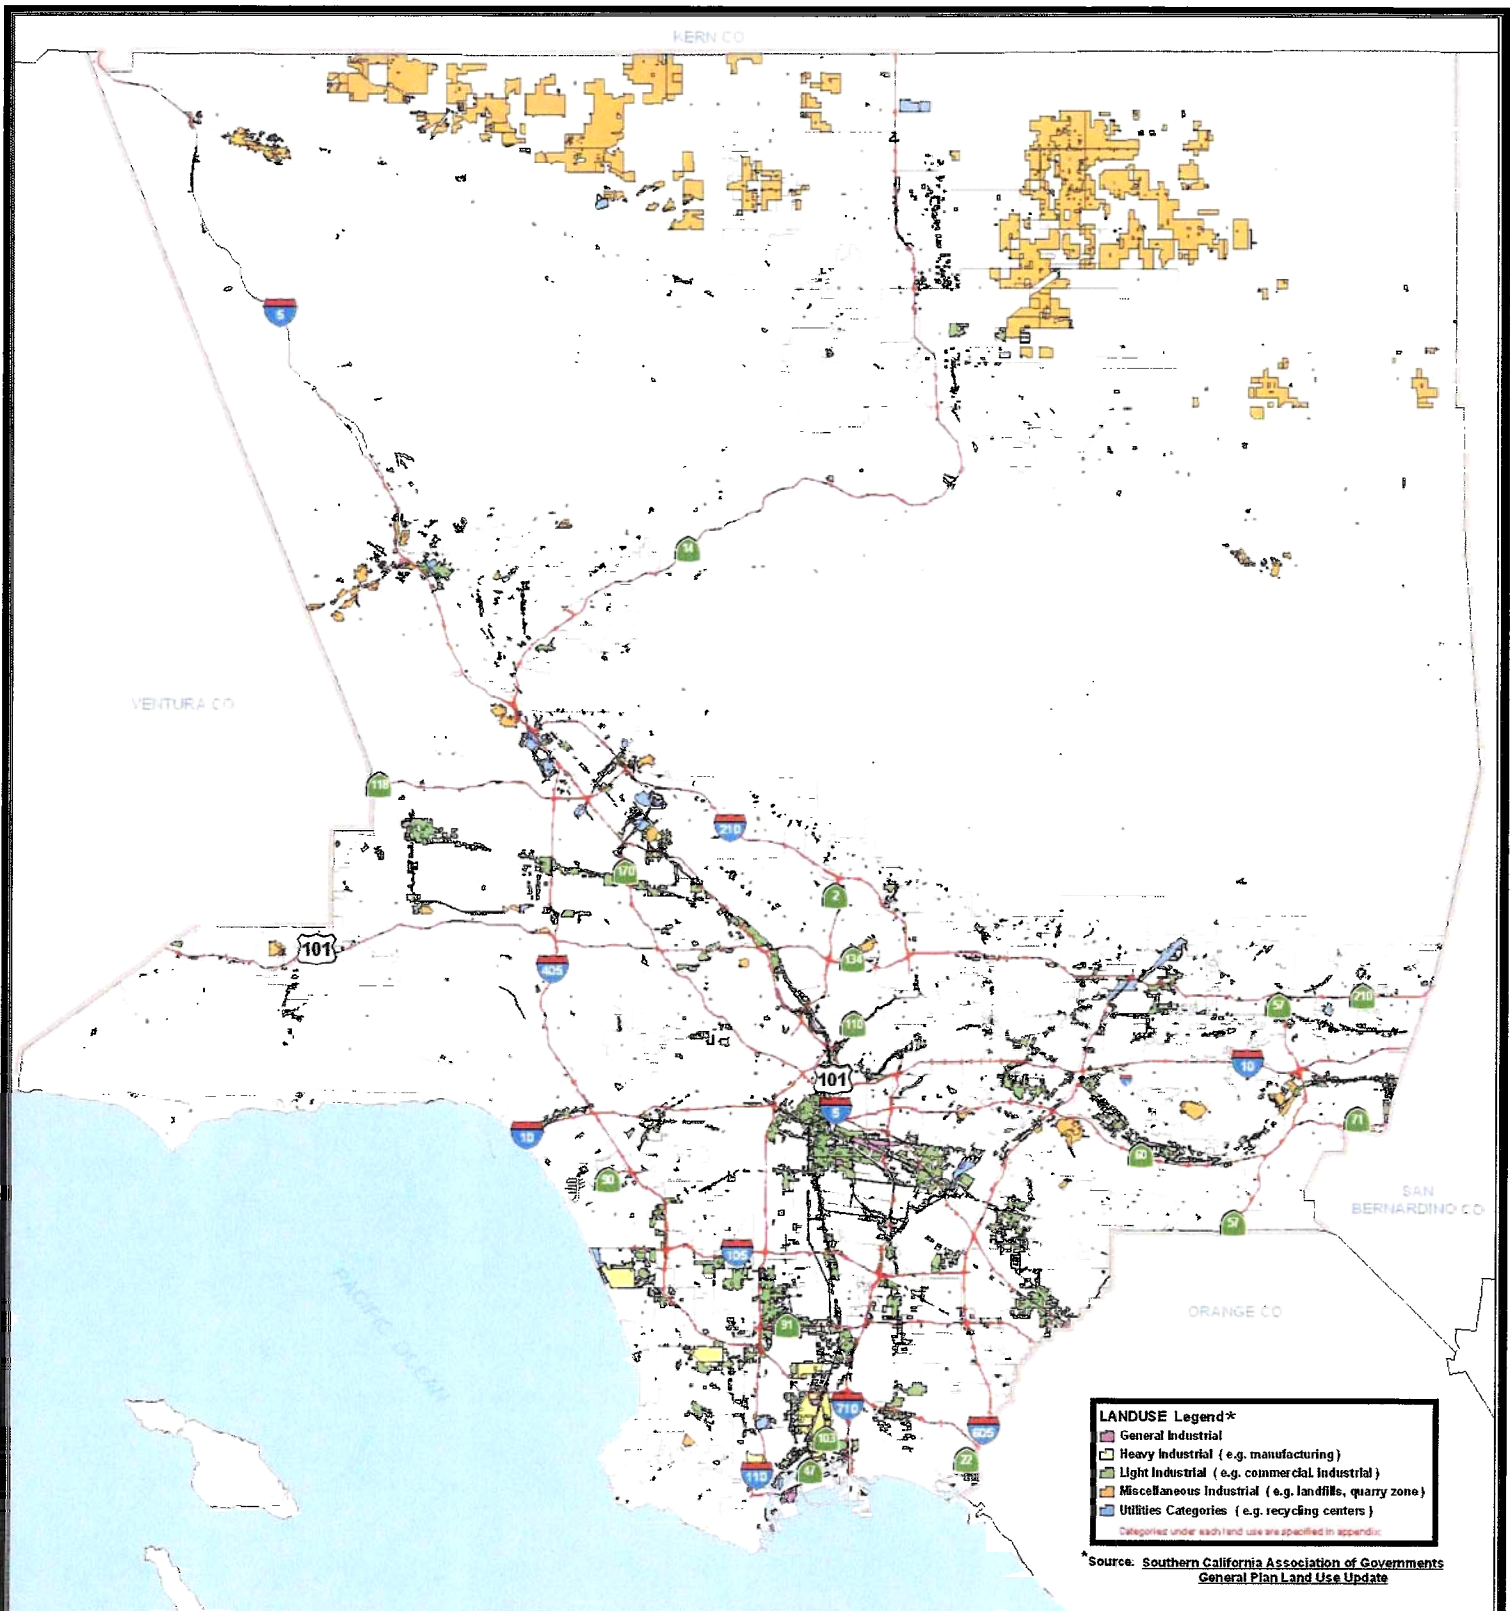 KERN CO
5
14
VENTURA CO
118
210
170
2
101
134
405
110
57
210
101
10
5
10
71
60
90
SAN
BERNARDINO CO
57
105
PACIFIC OCEAN
ORANGE CO
91
710
103
605
22
110
47
LANDUSE Legend*
General Industrial
Heavy Industrial ( e.g. manufacturing )
Light Industrial ( e.g. commercial, industrial )
Miscellaneous Industrial ( e.g. landfills, quarry zone )
Utilities Categories ( e.g. recycling centers )
Categories under each land use are specified in appendix
*Source: Southern California Association of Governments
General Plan Land Use Update